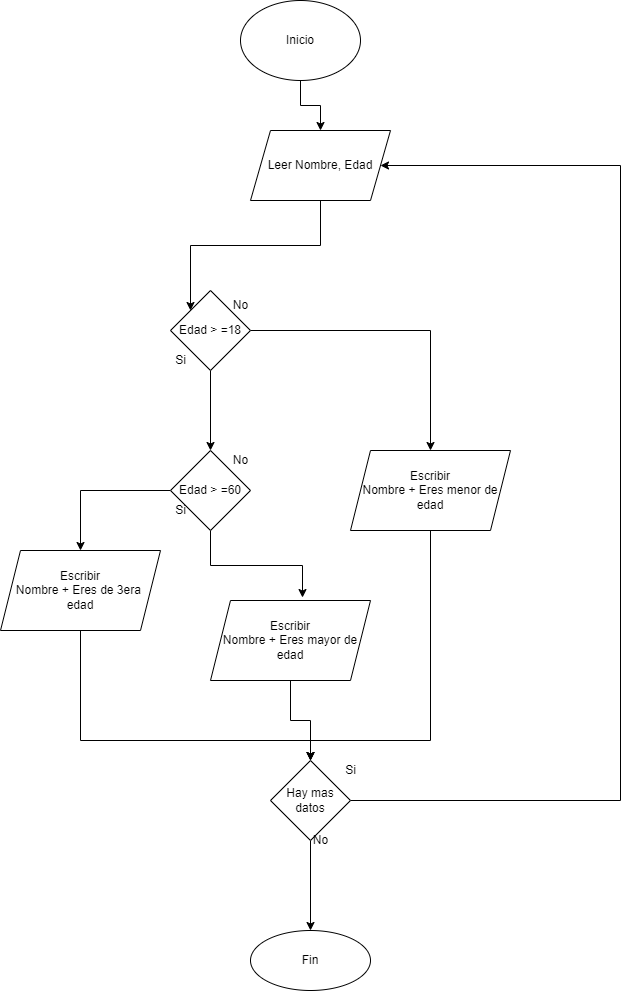 Inicio
Leer Nombre, Edad
No
Edad > =18
Si
No
Edad > =60
Si
Escribir
Nombre + Eres menor de
edad
Escribir
Nombre + Eres de 3era
edad
Escribir
Nombre + Eres mayor de
edad
Si
Hay mas
datos
No
Fin